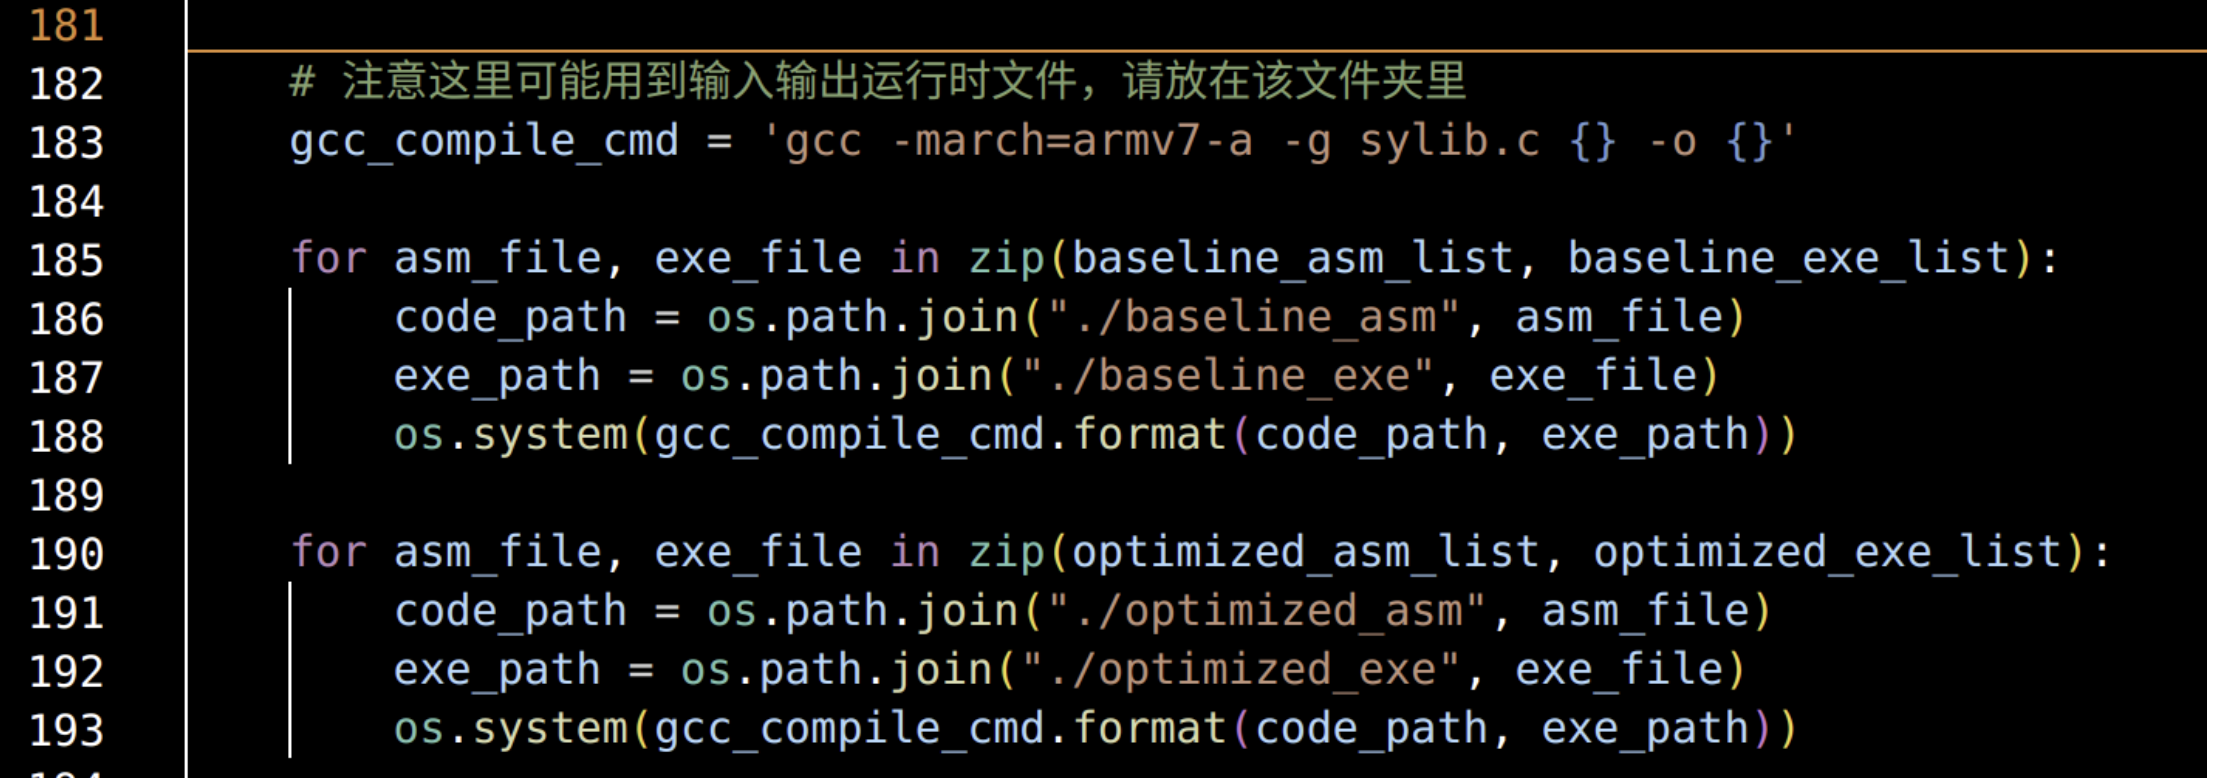 181
182 # 注意这里可能用到输入输出运行时文件，请放在该文件夹里
183 gcc_compile_cmd = 'gcc -march=armv7-a -g sylib.c {} -o {}'
184
185 for asm_file, exe_file in zip(baseline_asm_list, baseline_exe_list):
186 code_path = os.path.join("./baseline_asm", asm_file)
187 exe_path = os.path.join("./baseline_exe", exe_file)
188 os.system(gcc_compile_cmd.format(code_path, exe_path))
189
190 for asm_file, exe_file in zip(optimized_asm_list, optimized_exe_list):
191 code_path = os.path.join("./optimized_asm", asm_file)
192 exe_path = os.path.join("./optimized_exe", exe_file)
193 os.system(gcc_compile_cmd.format(code_path, exe_path))